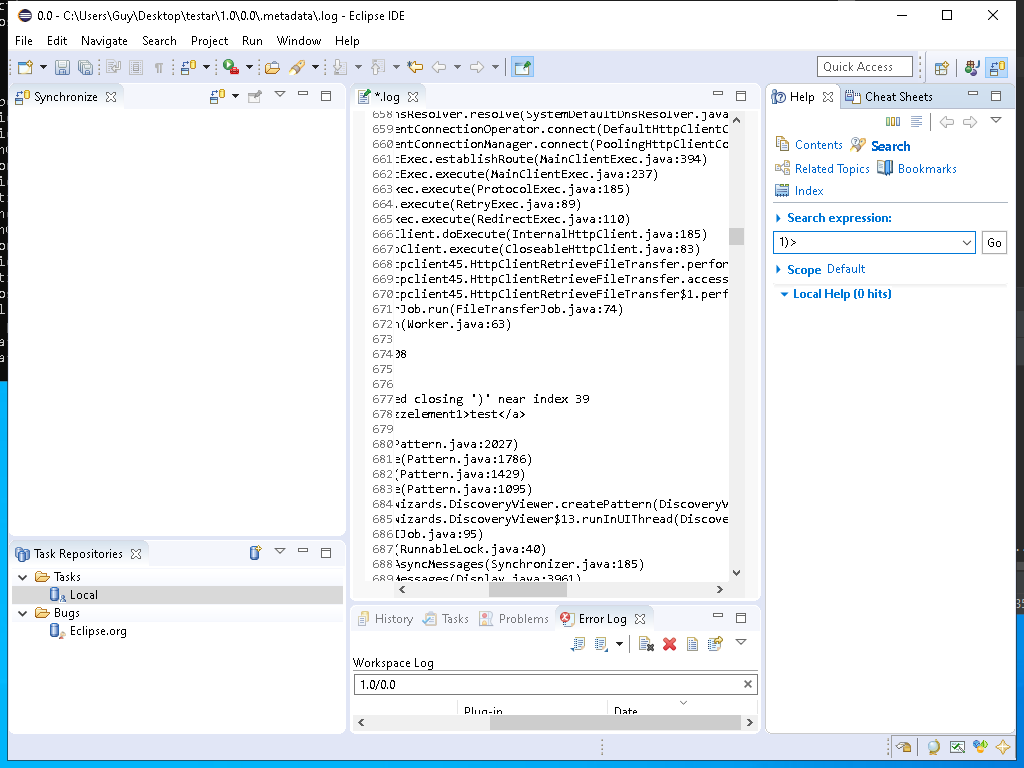 0.0 - C:\Users\Guy\Desktop\testar\1.0\0.0\.metadata\.log - Eclipse IDE
File Edit Navigate Search Project Run Window Help
Quick Access
Synchronize
*.log
658 nsResolver.resolve(SystemDefaultDnsResolver.java
659 entConnectionOperator.connect(DefaultHttpClientC
660 entConnectionManager.connect(PoolingHttpClientCo
661 Exec.establishRoute(MainClientExec.java:394)
662 Exec.execute(MainClientExec.java:237)
663 xec.execute(ProtocolExec.java:185)
664 .execute(RetryExec.java:89)
665 xec.execute(RedirectExec.java:110)
666 Client.doExecute(InternalHttpClient.java:185)
667 Client.execute(CloseableHttpClient.java:83)
668 pclient45.HttpClientRetrieveFileTransfer.perfor
669 pclient45.HttpClientRetrieveFileTransfer.access
670 pclient45.HttpClientRetrieveFileTransfer$1.perf
671 Job.run(FileTransferJob.java:74)
672 (Worker.java:63)
673
674 08
675
676
677 ed closing ')' near index 39
678 zzelement1>test</a>
679
680 Pattern.java:2027)
681 e(Pattern.java:1786)
682 (Pattern.java:1429)
683 e(Pattern.java:1095)
684 wizards.DiscoveryViewer.createPattern(DiscoveryV
685 wizards.DiscoveryViewer$13.runInUIThread(Discove
686 IJob.java:95)
687 (RunnableLock.java:40)
688 AsyncMessages(Synchronizer.java:185)
689 Messages(Display.java:3961)
Help
Cheat Sheets
Contents Search
Related Topics Bookmarks
Index
Search expression:
1)>
Go
Scope Default
Local Help (0 hits)
Task Repositories
Tasks
Local
Bugs
Eclipse.org
History Tasks Problems Error Log
Workspace Log
1.0/0.0
Plug-in Date